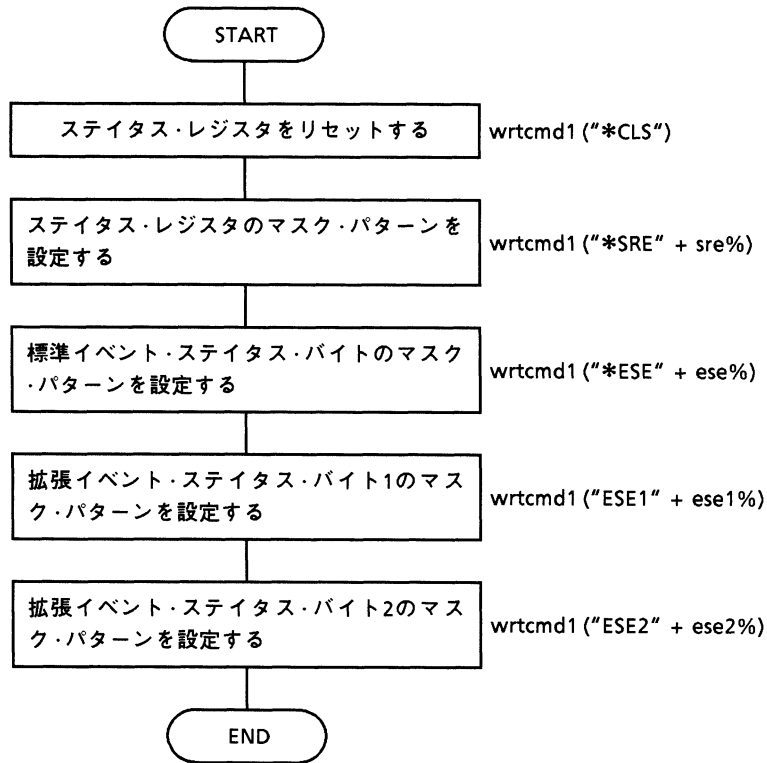 START
ステイタス・レジスタをリセットする
wrtcmd1 ("*CLS")
ステイタス・レジスタのマスク・パターンを
設定する
wrtcmd1 ("*SRE" + sre%)
標準イベント・ステイタス・バイトのマスク
・パターンを設定する
wrtcmd1 ("*ESE" + ese%)
拡張イベント・ステイタス・バイト1のマス
ク・パターンを設定する
wrtcmd1 ("ESE1" + ese1%)
拡張イベント・ステイタス・バイト2のマス
ク・パターンを設定する
wrtcmd1 ("ESE2" + ese2%)
END